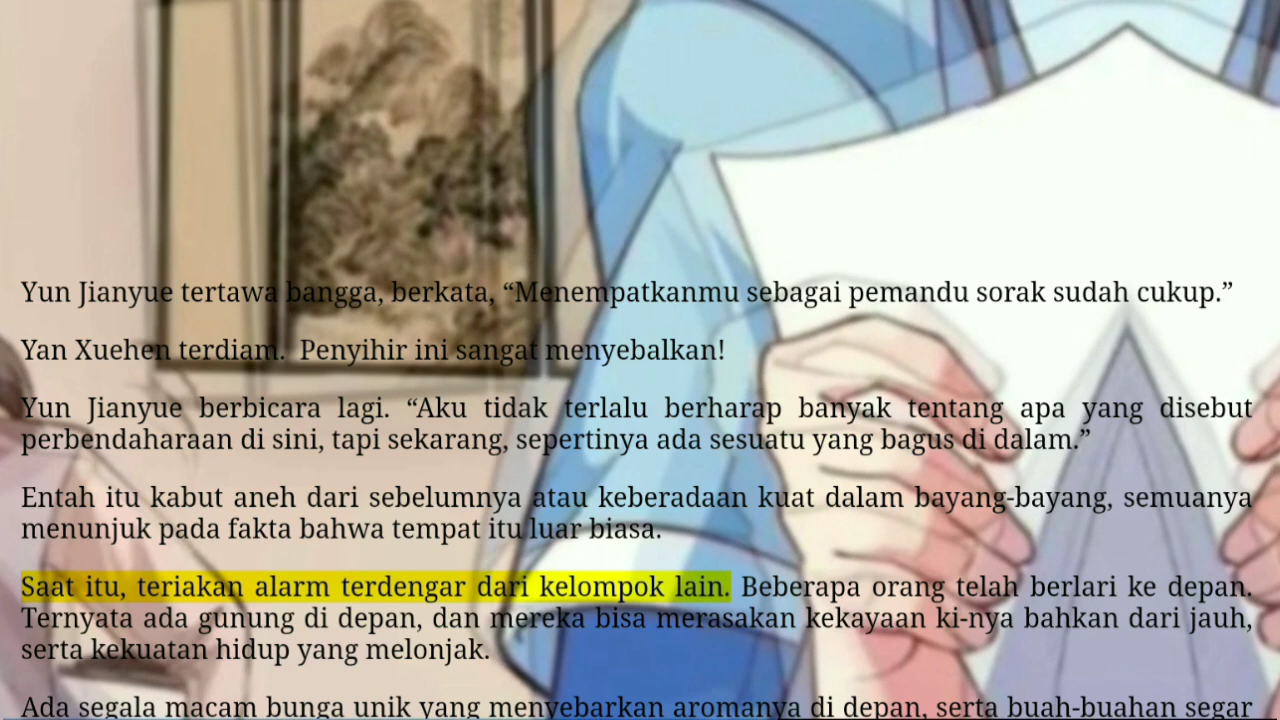 Yun Jianyue tertawa bangga, berkata, “Menempatkanmu sebagai pemandu sorak sudah cukup.”
Yan Xuehen terdiam.  Penyihir ini sangat menyebalkan!
Yun Jianyue berbicara lagi. “Aku tidak terlalu berharap banyak tentang apa yang disebut
perbendaharaan di sini, tapi sekarang, sepertinya ada sesuatu yang bagus di dalam.”
Entah itu kabut aneh dari sebelumnya atau keberadaan kuat dalam bayang-bayang, semuanya
menunjuk pada fakta bahwa tempat itu luar biasa.
Saat itu, teriakan alarm terdengar dari kelompok lain. Beberapa orang telah berlari ke depan.
Ternyata ada gunung di depan, dan mereka bisa merasakan kekayaan ki-nya bahkan dari jauh,
serta kekuatan hidup yang melonjak.
Ada segala macam bunga unik yang menyebarkan aromanya di depan, serta buah-buahan segar